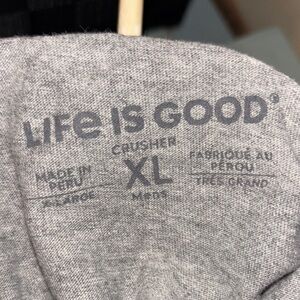 LIFE IS GOOD®
CRUSHER
XL
Mens
MADE IN
PERU
X-LARGE
FABRIQUÉ AU
PÉROU
TRÈS GRAND